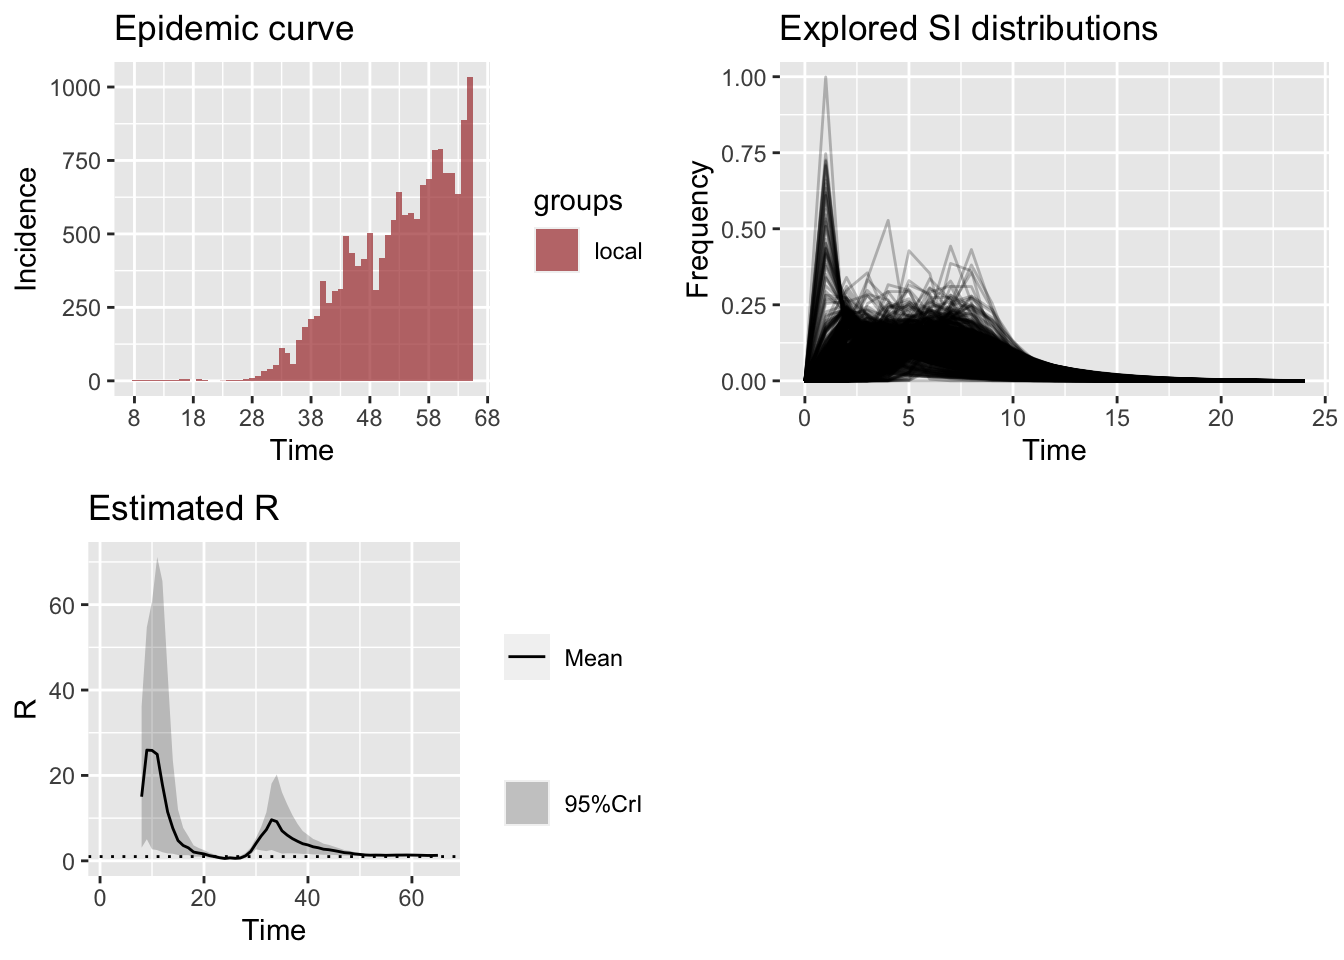 Epidemic curve
1000
750
500
250
0
Incidence
8 18 28 38 48 58 68
Time
groups
local
Explored SI distributions
1.00
0.75
0.50
0.25
0.00
Frequency
0 5 10 15 20 25
Time
Estimated R
60
40
20
0
R
0 20 40 60
Time
Mean
95%CrI